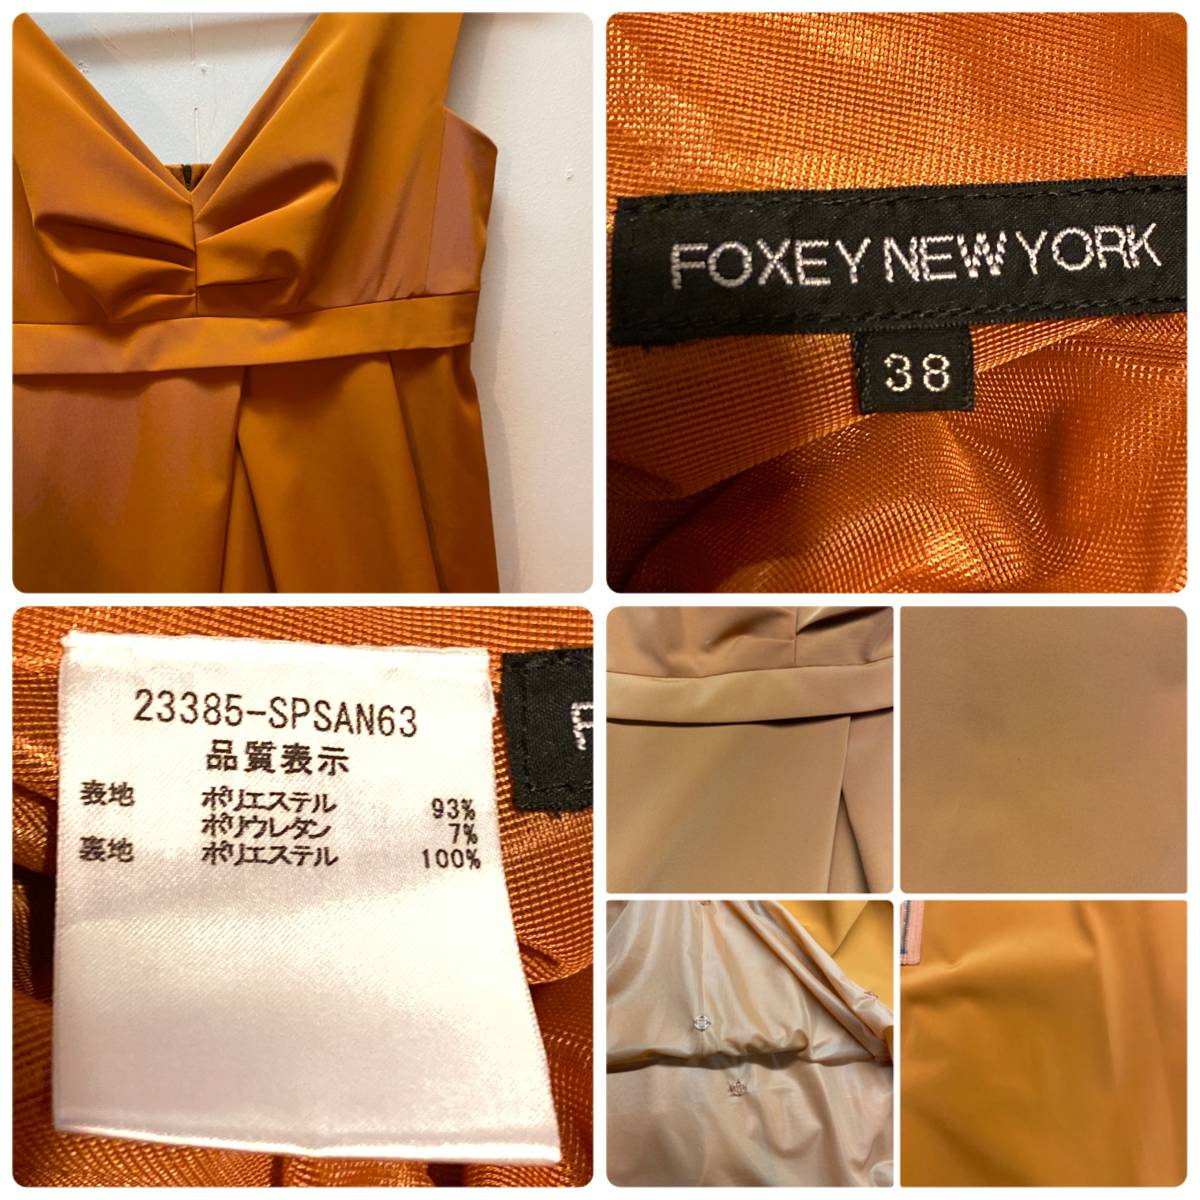 FOXEY NEW YORK
38
23385-SPSAN63
品質表示
表地 ポリエステル 93%
ポリウレタン 7%
裏地 ポリエステル 100%